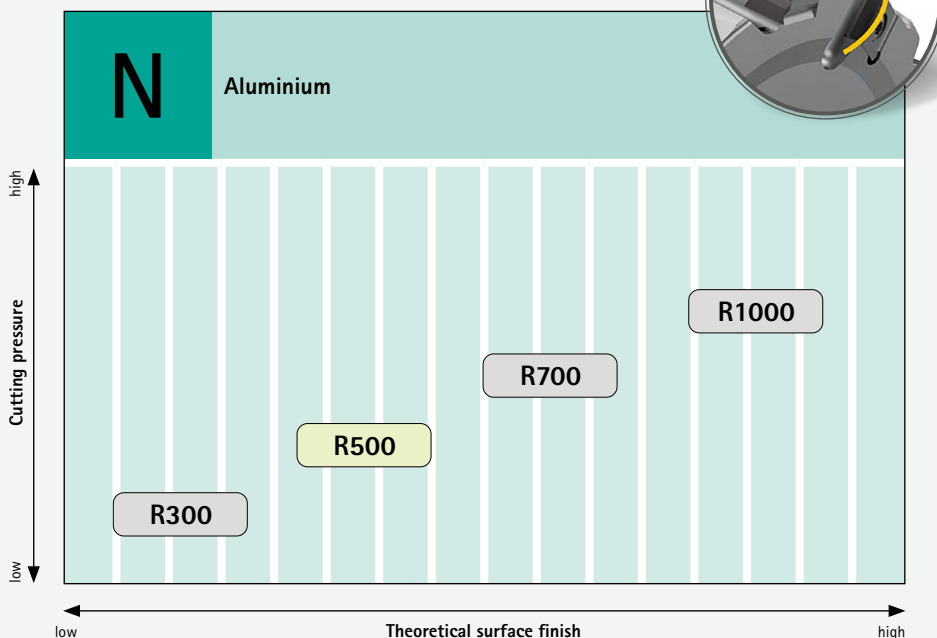 N
Aluminium
high
Cutting pressure
low
R1000
R700
R500
R300
low
Theoretical surface finish
high